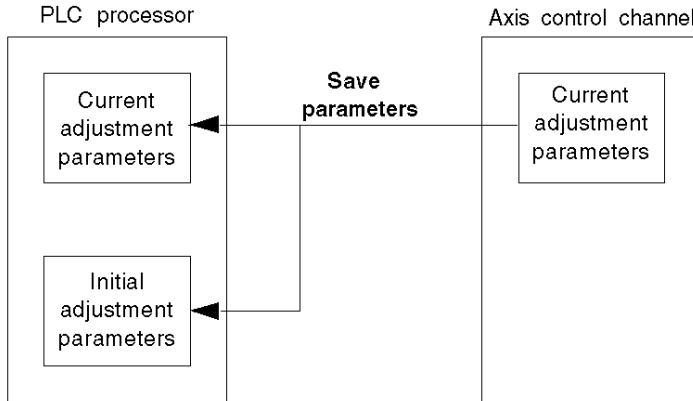 PLC processor
Axis control channel
Current
adjustment
parameters
Save
parameters
Current
adjustment
parameters
Initial
adjustment
parameters